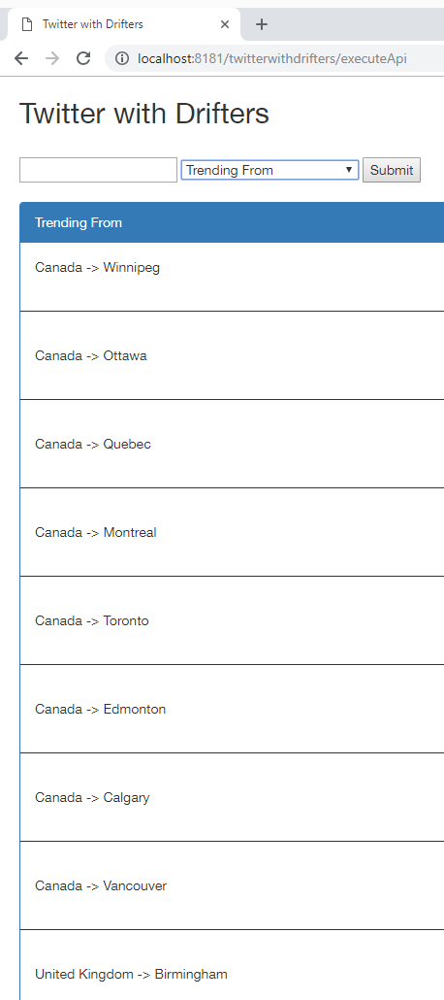 Twitter with Drifters
localhost:8181/twitterwithdrifters/executeApi
Twitter with Drifters
Trending From Submit
Trending From
Canada -> Winnipeg
Canada -> Ottawa
Canada -> Quebec
Canada -> Montreal
Canada -> Toronto
Canada -> Edmonton
Canada -> Calgary
Canada -> Vancouver
United Kingdom -> Birmingham